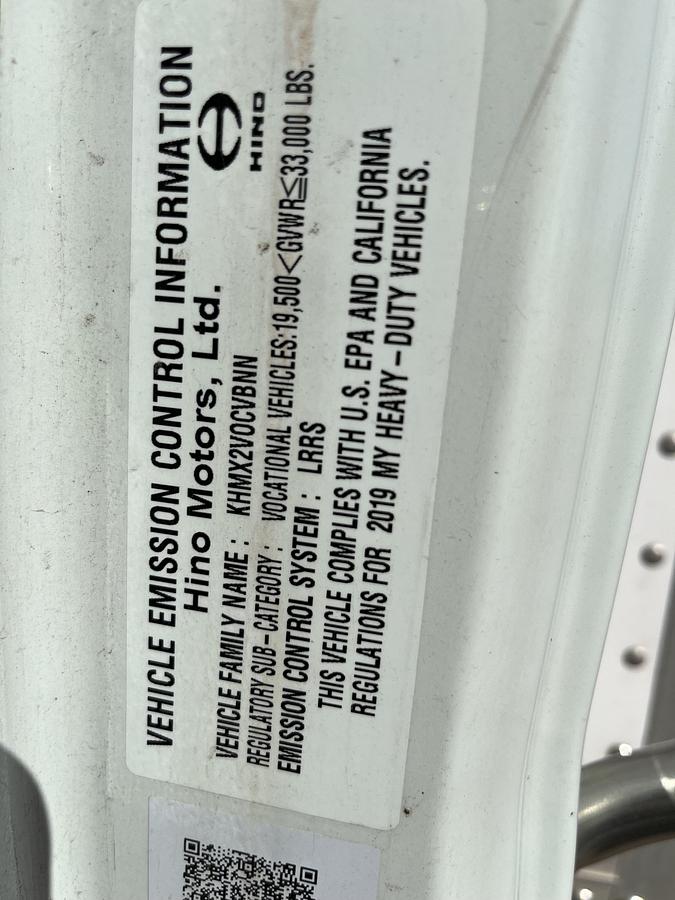 VEHICLE EMISSION CONTROL INFORMATION
Hino Motors, Ltd.
HINO
VEHICLE FAMILY NAME : KHMX2VOCVBNN
REGULATORY SUB-CATEGORY : VOCATIONAL VEHICLES:19,500<GVWR≦33,000 LBS.
EMISSION CONTROL SYSTEM : LRRS
THIS VEHICLE COMPLIES WITH U.S. EPA AND CALIFORNIA
REGULATIONS FOR 2019 MY HEAVY-DUTY VEHICLES.